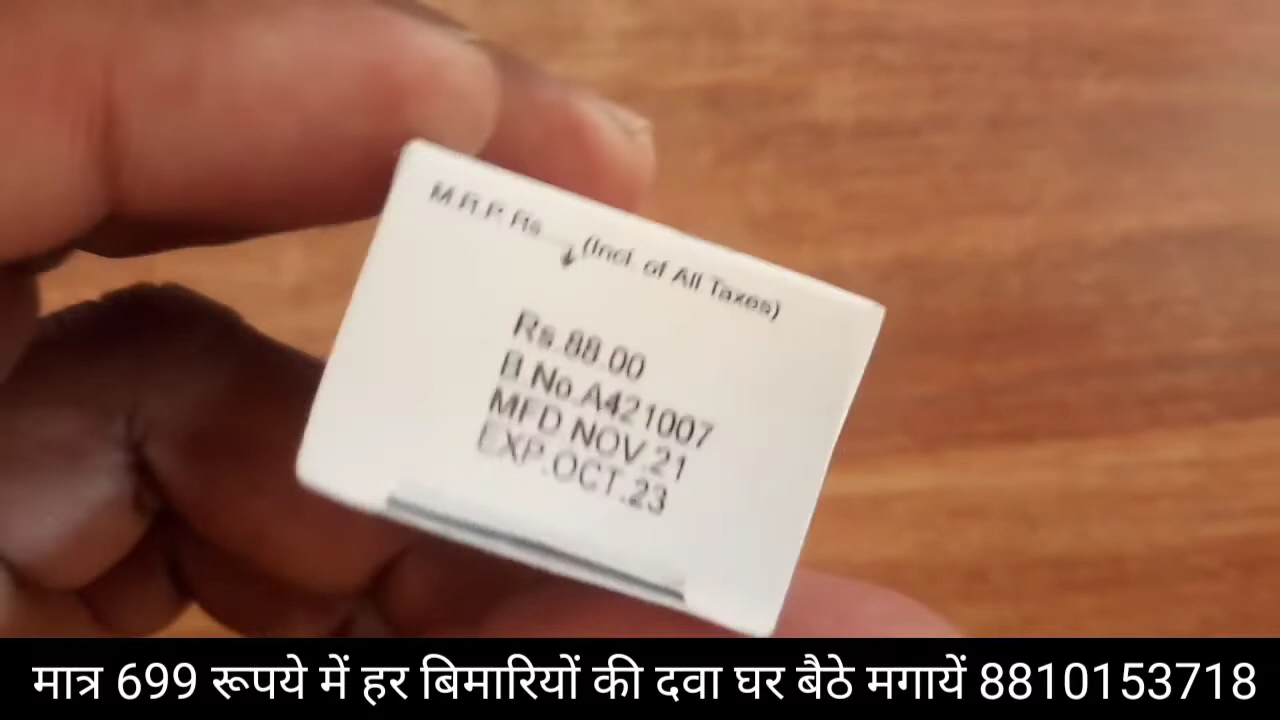 M.R.P. Rs. (Incl. of All Taxes)
Rs.88.00
B No.A421007
MFD NOV.21
EXP.OCT.23
मात्र 699 रूपये में हर बिमारियों की दवा घर बैठे मगायें 8810153718